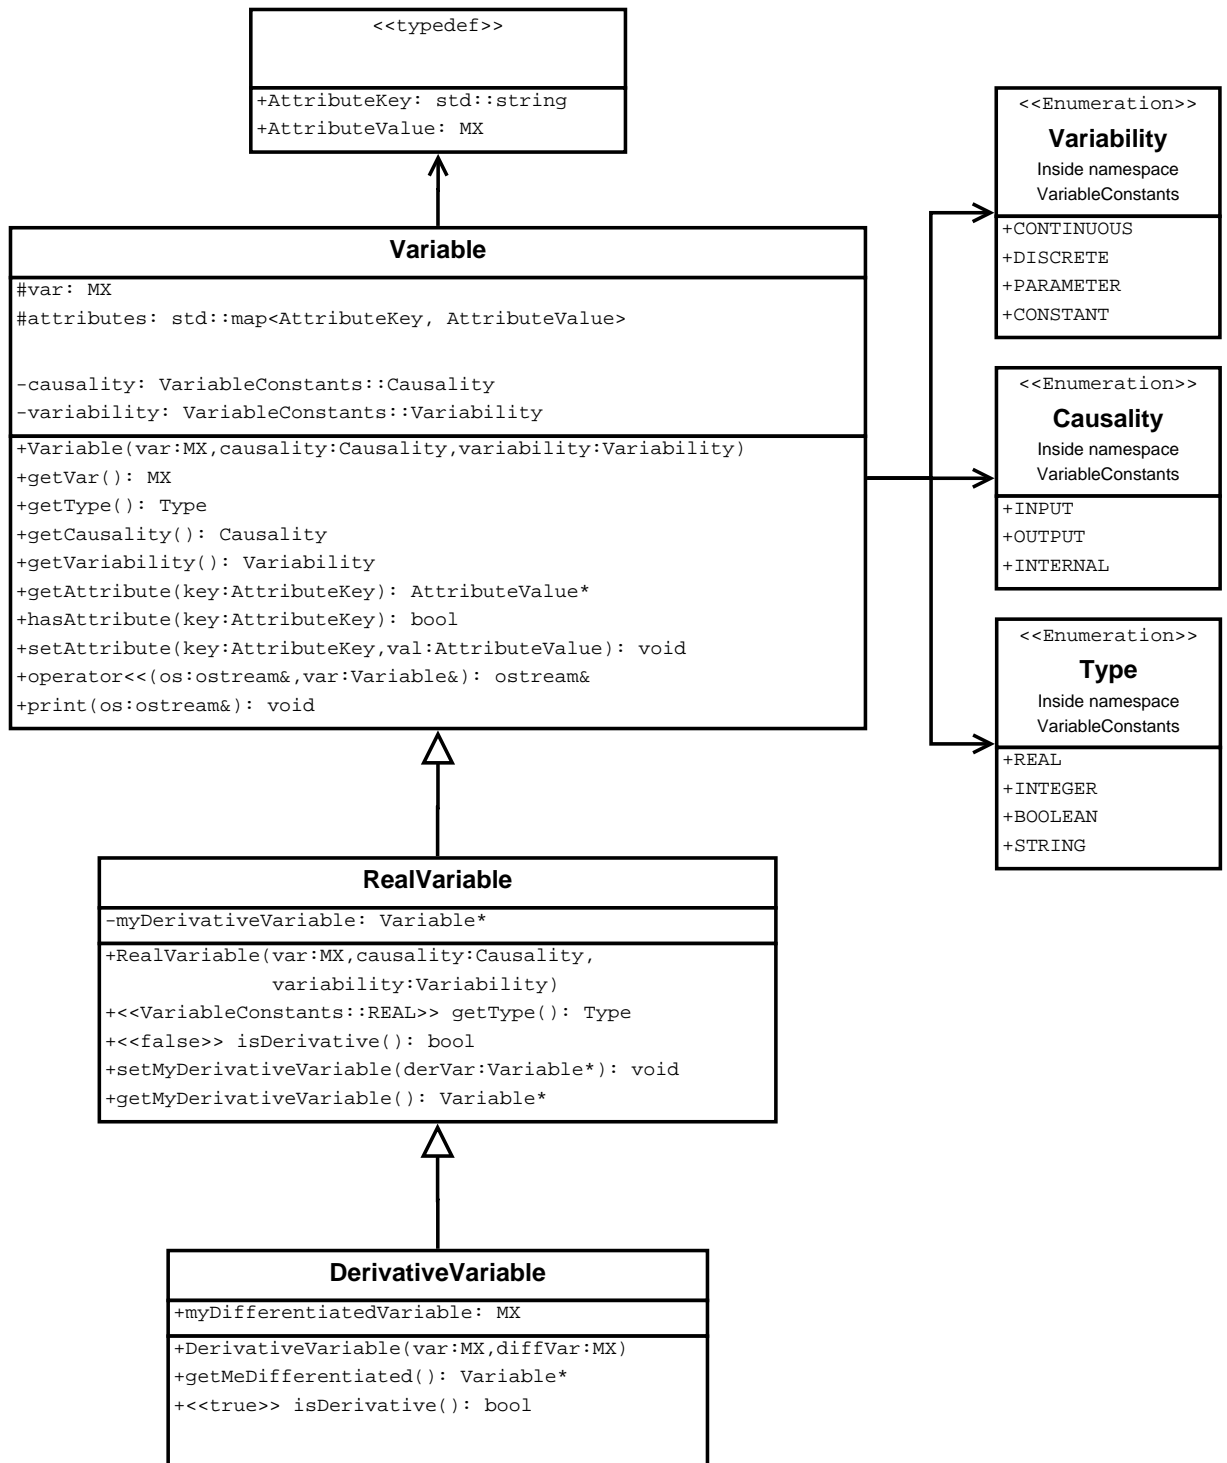 <<typedef>>
+AttributeKey: std::string
+AttributeValue: MX
Variable
#var: MX
#attributes: std::map<AttributeKey, AttributeValue>
-causality: VariableConstants::Causality
-variability: VariableConstants::Variability
+Variable(var:MX,causality:Causality,variability:Variability)
+getVar(): MX
+getType(): Type
+getCausality(): Causality
+getVariability(): Variability
+getAttribute(key:AttributeKey): AttributeValue*
+hasAttribute(key:AttributeKey): bool
+setAttribute(key:AttributeKey,val:AttributeValue): void
+operator<<(os:ostream&,var:Variable&): ostream&
+print(os:ostream&): void
<<Enumeration>>
Variability
Inside namespace
VariableConstants
+CONTINUOUS
+DISCRETE
+PARAMETER
+CONSTANT
<<Enumeration>>
Causality
Inside namespace
VariableConstants
+INPUT
+OUTPUT
+INTERNAL
<<Enumeration>>
Type
Inside namespace
VariableConstants
+REAL
+INTEGER
+BOOLEAN
+STRING
RealVariable
-myDerivativeVariable: Variable*
+RealVariable(var:MX,causality:Causality,
variability:Variability)
+<<VariableConstants::REAL>> getType(): Type
+<<false>> isDerivative(): bool
+setMyDerivativeVariable(derVar:Variable*): void
+getMyDerivativeVariable(): Variable*
DerivativeVariable
+myDifferentiatedVariable: MX
+DerivativeVariable(var:MX,diffVar:MX)
+getMeDifferentiated(): Variable*
+<<true>> isDerivative(): bool